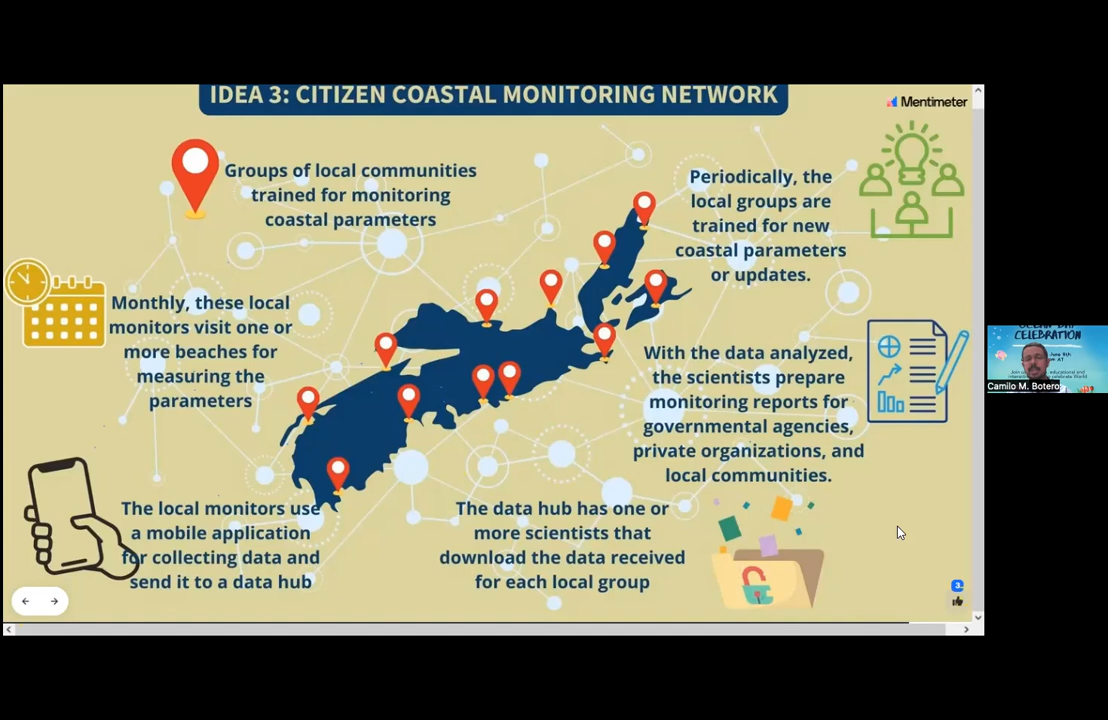 IDEA 3: CITIZEN COASTAL MONITORING NETWORK
Mentimeter
Groups of local communities
trained for monitoring
coastal parameters
Periodically, the
local groups are
trained for new
coastal parameters
or updates.
Monthly, these local
monitors visit one or
more beaches for
measuring the
parameters
With the data analyzed,
the scientists prepare
monitoring reports for
governmental agencies,
private organizations, and
local communities.
The local monitors use
a mobile application
for collecting data and
send it to a data hub
The data hub has one or
more scientists that
download the data received
for each local group
3
CELEBRATION
June 8th
Camilo M. Botero